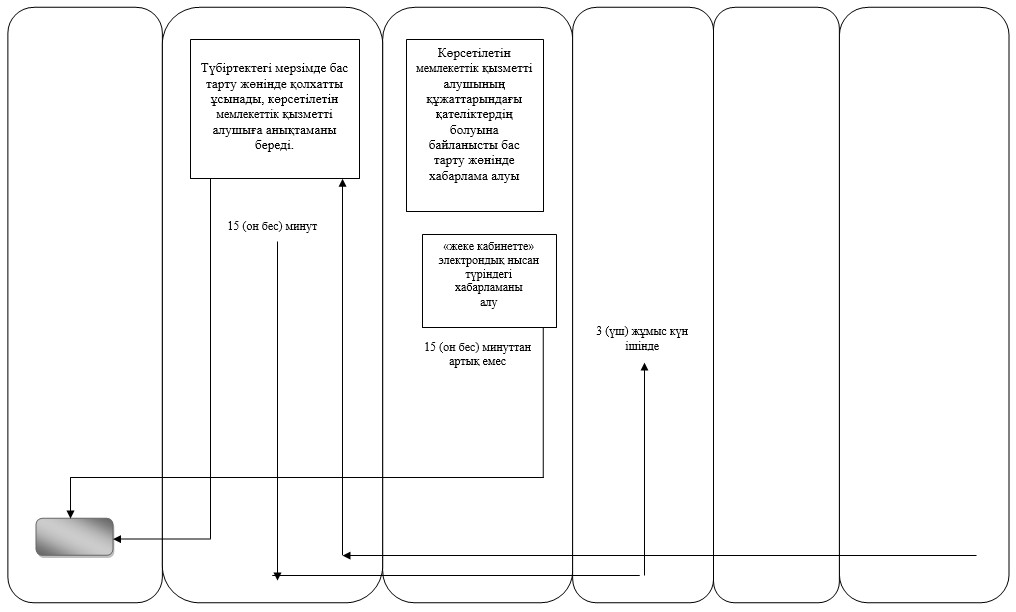 Түбіртектегі мерзімде бас
тарту жөнінде қолхатты
ұсынады, көрсетілетін
мемлекеттік қызметті
алушыға анықтаманы
береді.
15 (он бес) минут
Көрсетілетін
мемлекеттік қызметті
алушының
құжаттарындағы
қателіктердің
болуына
байланысты бас
тарту жөнінде
хабарлама алуы
«жеке кабинетте»
электрондық нысан
түріндегі
хабарламаны
алу
15 (он бес) минуттан
артық емес
3 (үш) жұмыс күн
ішінде